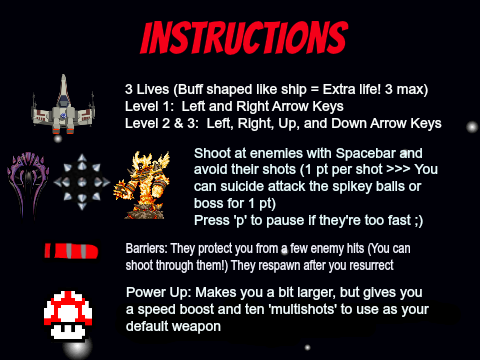 INSTRUCTIONS
3 Lives (Buff shaped like ship = Extra life! 3 max)
Level 1:  Left and Right Arrow Keys
Level 2 & 3:  Left, Right, Up, and Down Arrow Keys
Shoot at enemies with Spacebar and
avoid their shots (1 pt per shot >>> You
can suicide attack the spikey balls or
boss for 1 pt)
Press 'p' to pause if they're too fast ;)
Barriers: They protect you from a few enemy hits (You can
shoot through them!) They respawn after you resurrect
Power Up: Makes you a bit larger, but gives you
a speed boost and ten 'multishots' to use as your
default weapon